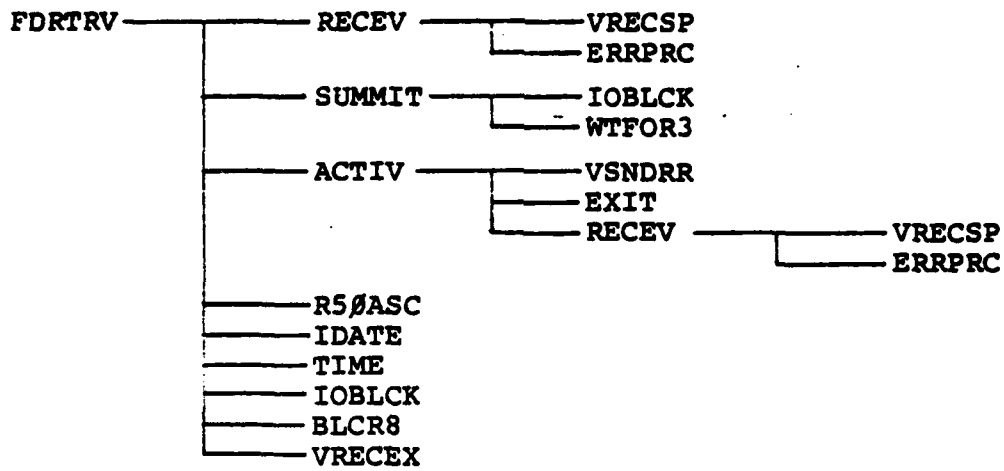 FDRTRV RECEV VRECSP
ERRPRC
SUMMIT IOBLCK
WTFOR3
ACTIV VSNDRR
EXIT
RECEV VRECSP
ERRPRC
R5ØASC
IDATE
TIME
IOBLCK
BLCR8
VRECEX